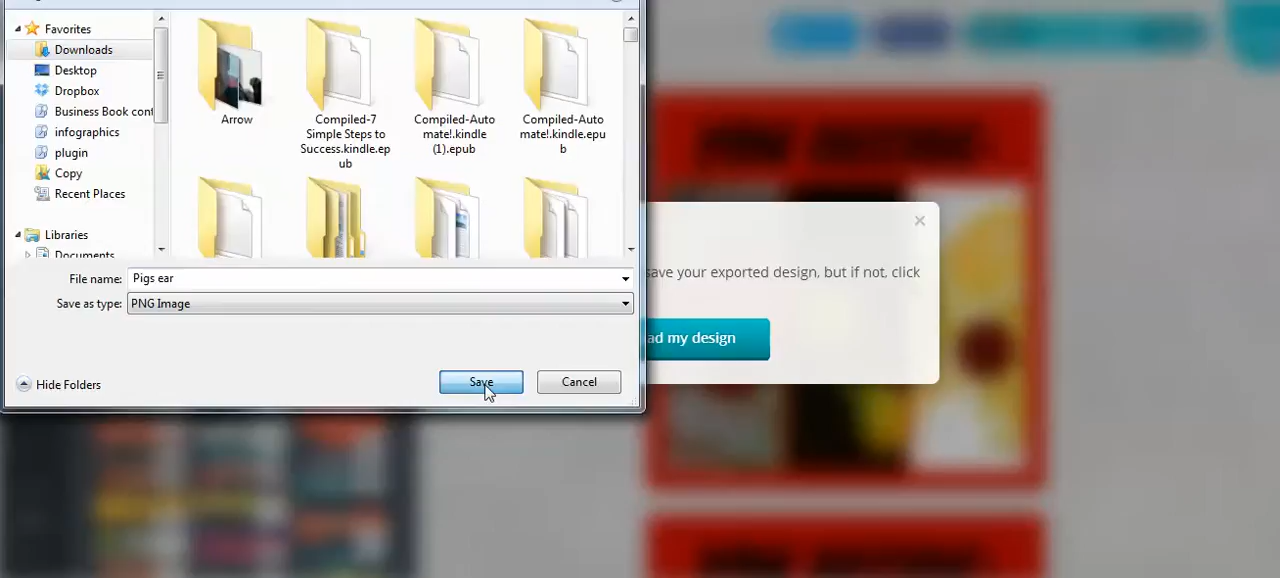 Favorites
Downloads
Desktop
Dropbox
Business Book cont
infographics
plugin
Copy
Recent Places
Libraries
Documents
Arrow
Compiled-7
Simple Steps to
Success.kindle.ep
ub
Compiled-Auto
mate!.kindle
(1).epub
Compiled-Auto
mate!.kindle.epu
b
File name: Pigs ear
Save as type: PNG Image
Hide Folders
Save
Cancel
save your exported design, but if not, click
ad my design